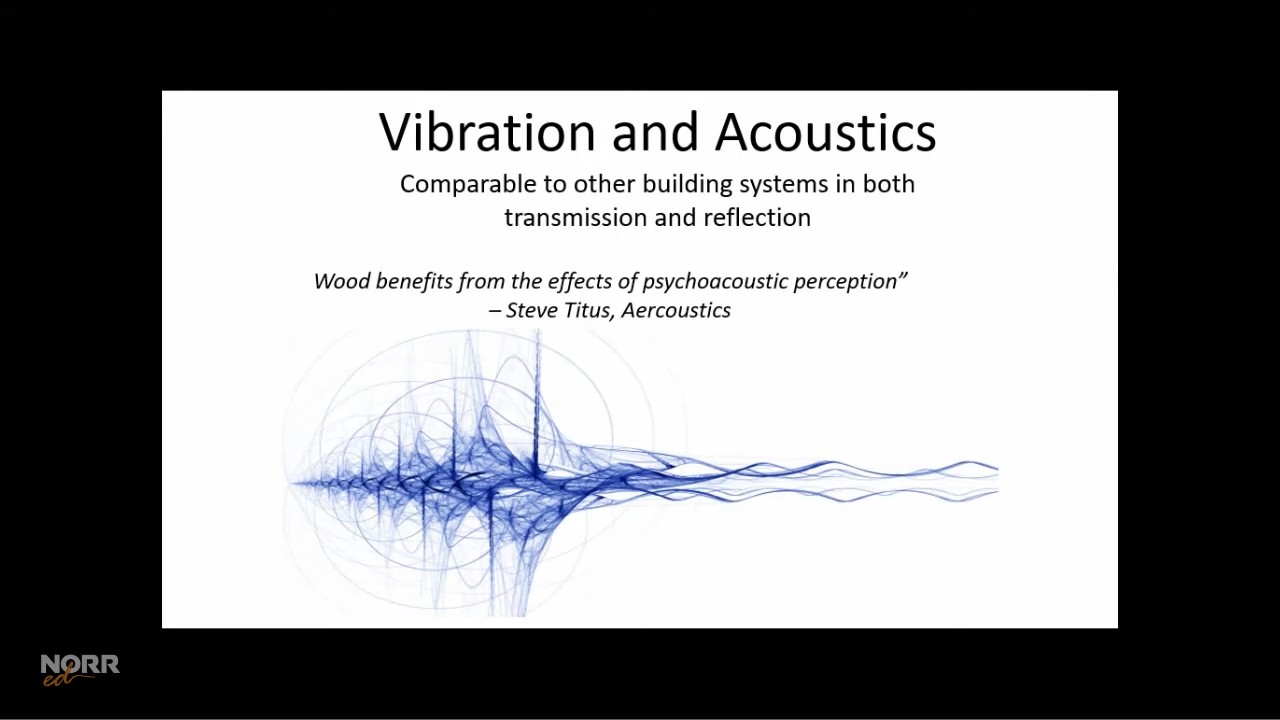 Vibration and Acoustics
Comparable to other building systems in both
transmission and reflection
Wood benefits from the effects of psychoacoustic perception”
– Steve Titus, Aercoustics
NORR
ed